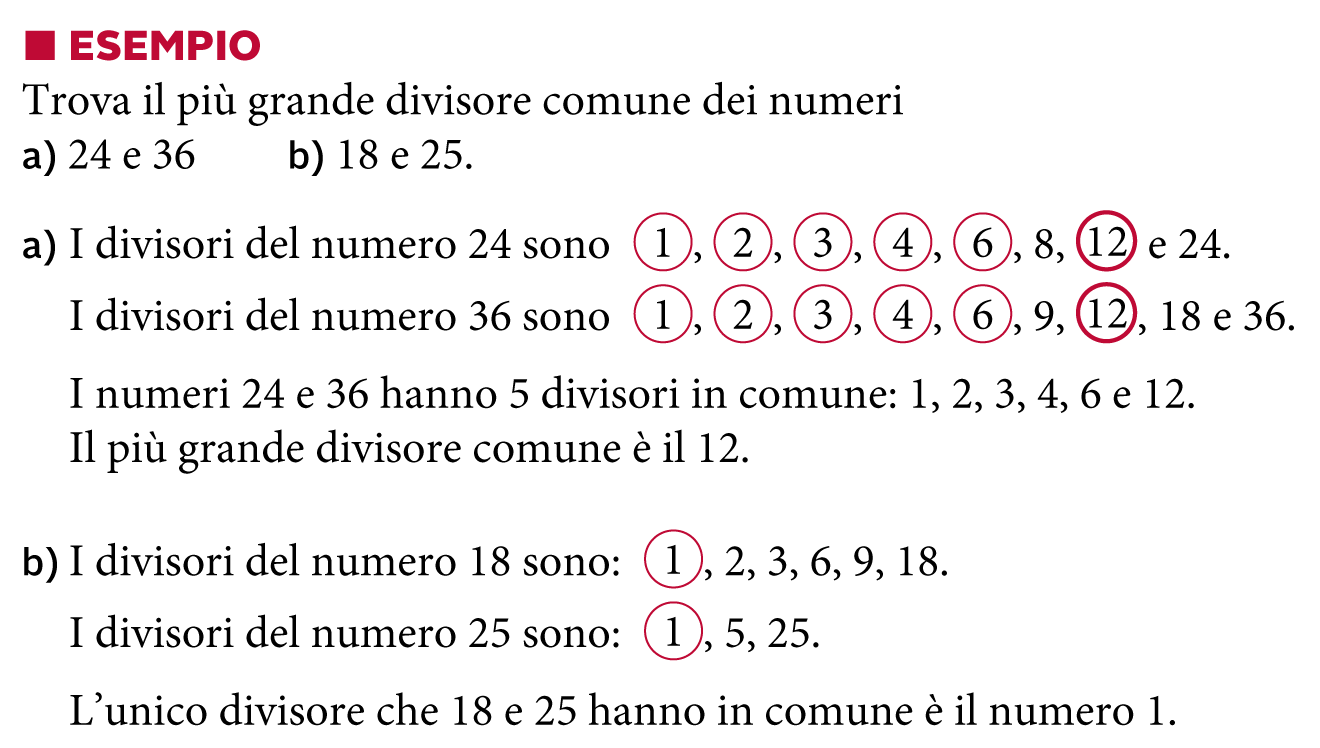 ESEMPIO
Trova il più grande divisore comune dei numeri
a) 24 e 36 b) 18 e 25.
a) I divisori del numero 24 sono 1, 2, 3, 4, 6, 8, 12 e 24.
I divisori del numero 36 sono 1, 2, 3, 4, 6, 9, 12, 18 e 36.
I numeri 24 e 36 hanno 5 divisori in comune: 1, 2, 3, 4, 6 e 12.
Il più grande divisore comune è il 12.
b) I divisori del numero 18 sono: 1, 2, 3, 6, 9, 18.
I divisori del numero 25 sono: 1, 5, 25.
L’unico divisore che 18 e 25 hanno in comune è il numero 1.